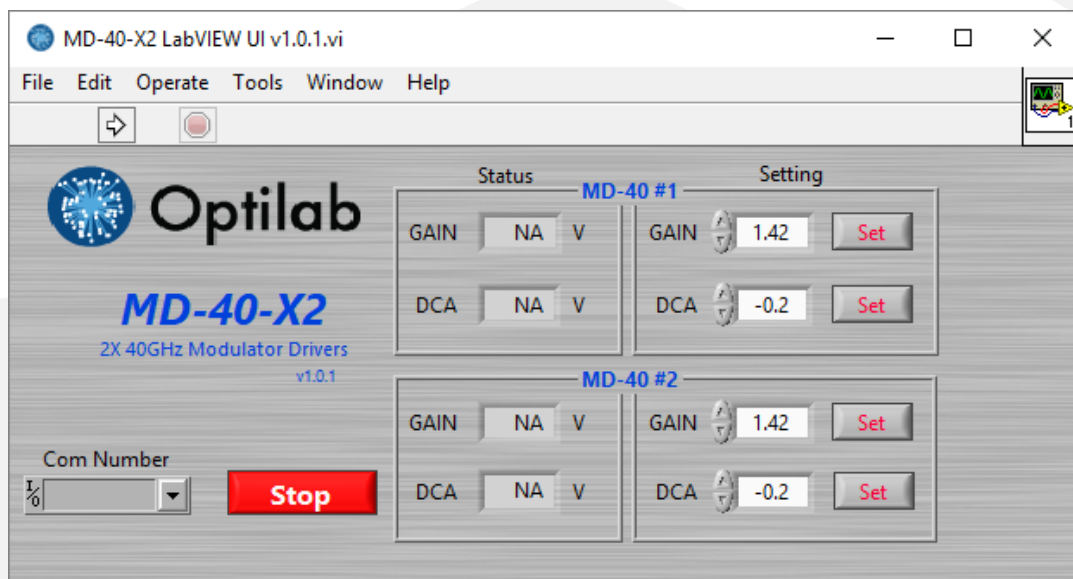 MD-40-X2 LabVIEW UI v1.0.1.vi
File Edit Operate Tools Window Help
1
Optilab
MD-40-X2
2X 40GHz Modulator Drivers
v1.0.1
Com Number
I/O
Stop
Status Setting
MD-40 #1
GAIN NA V GAIN 1.42 Set
DCA NA V DCA -0.2 Set
MD-40 #2
GAIN NA V GAIN 1.42 Set
DCA NA V DCA -0.2 Set